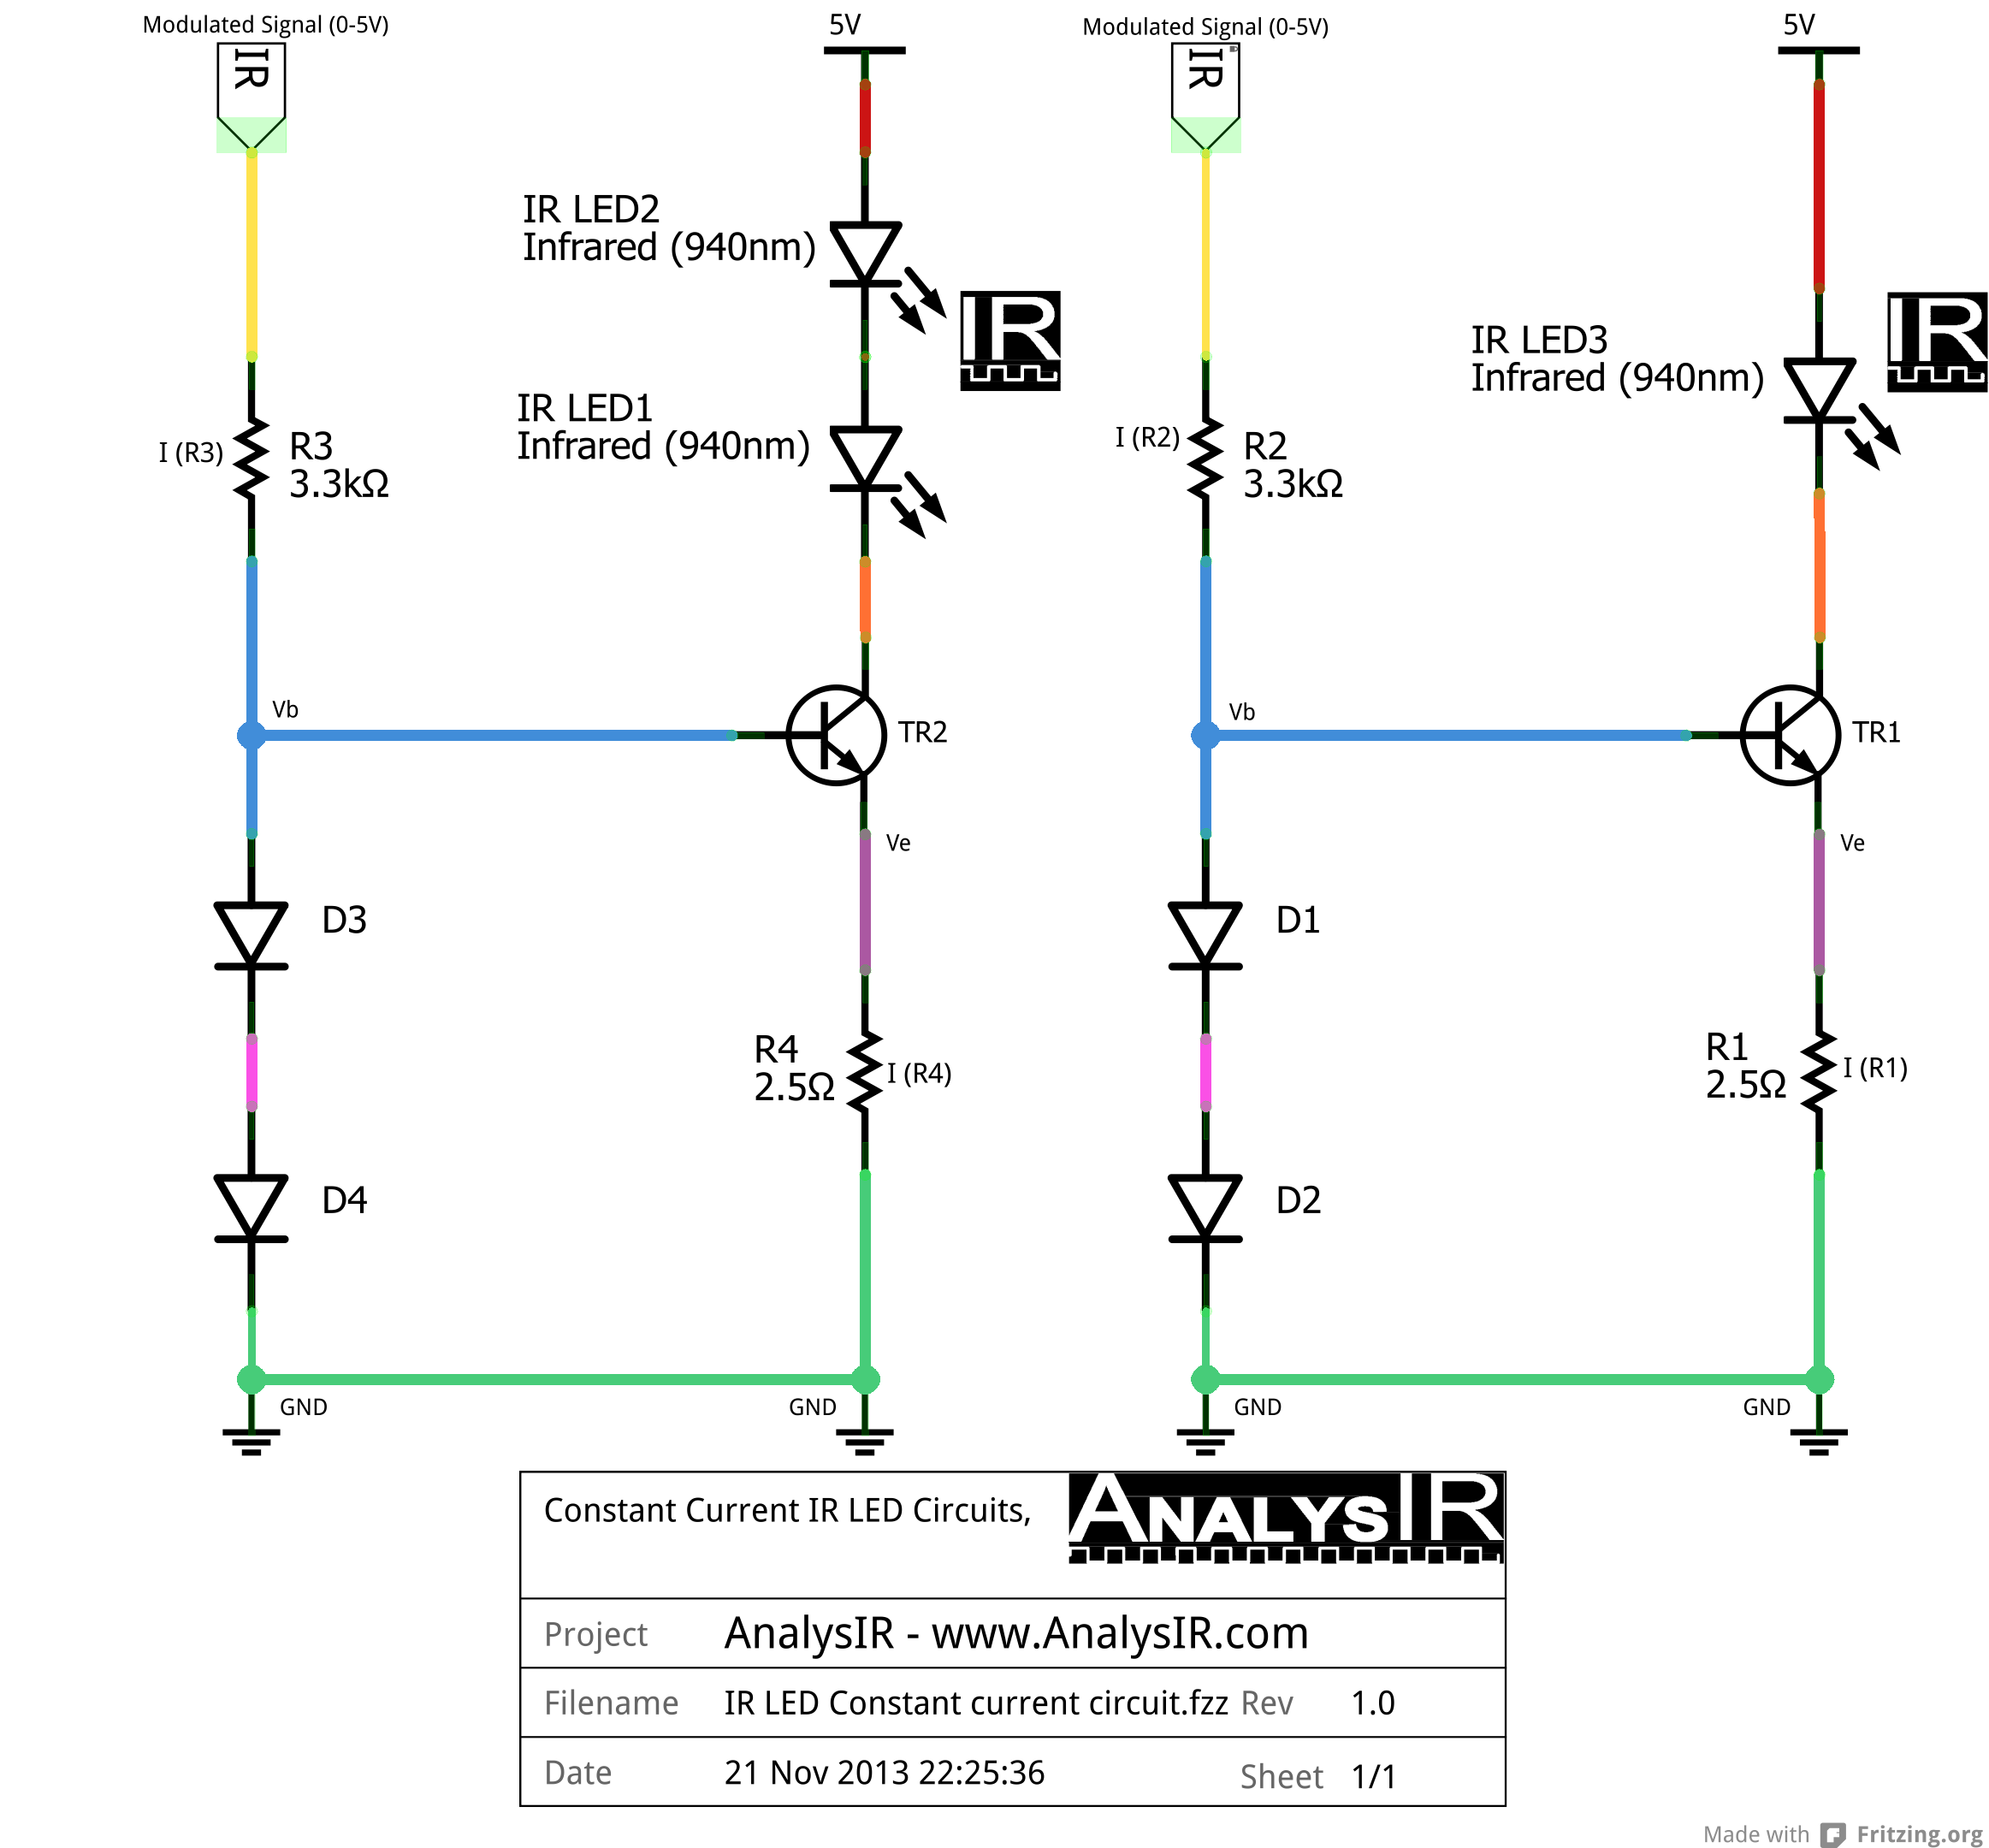 Modulated Signal (0-5V)
IR
5V
IR LED2
Infrared (940nm)
IR
IR LED1
Infrared (940nm)
I (R3)
R3
3.3kΩ
Vb
TR2
Ve
D3
R4
2.5Ω
I (R4)
D4
GND
GND
Modulated Signal (0-5V)
IR
5V
IR LED3
Infrared (940nm)
IR
I (R2)
R2
3.3kΩ
Vb
TR1
Ve
D1
R1
2.5Ω
I (R1)
D2
GND
GND
Constant Current IR LED Circuits,
ANALYSIR
Project AnalysIR - www.AnalysIR.com
Filename IR LED Constant current circuit.fzz Rev 1.0
Date 21 Nov 2013 22:25:36 Sheet 1/1
Made with Fritzing.org